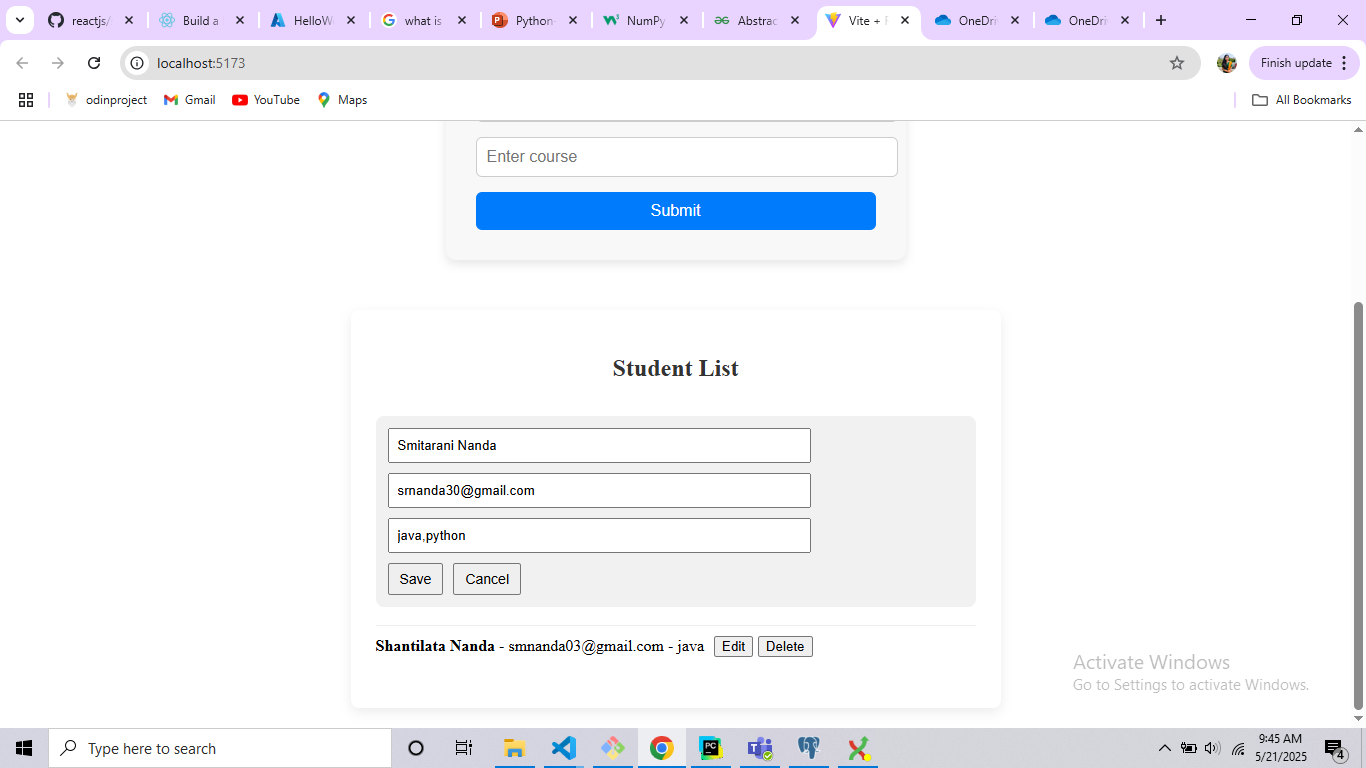 reactjs/
Build a
HelloW
what is
Python
NumPy
Abstrac
Vite +
OneDri
OneDri
localhost:5173
Finish update
odinproject
Gmail
YouTube
Maps
All Bookmarks
Enter course
Submit
Student List
Smitarani Nanda
srnanda30@gmail.com
java,python
Save Cancel
Shantilata Nanda - smnanda03@gmail.com - java Edit Delete
Activate Windows
Go to Settings to activate Windows.
Type here to search
PC
9:45 AM
5/21/2025
4